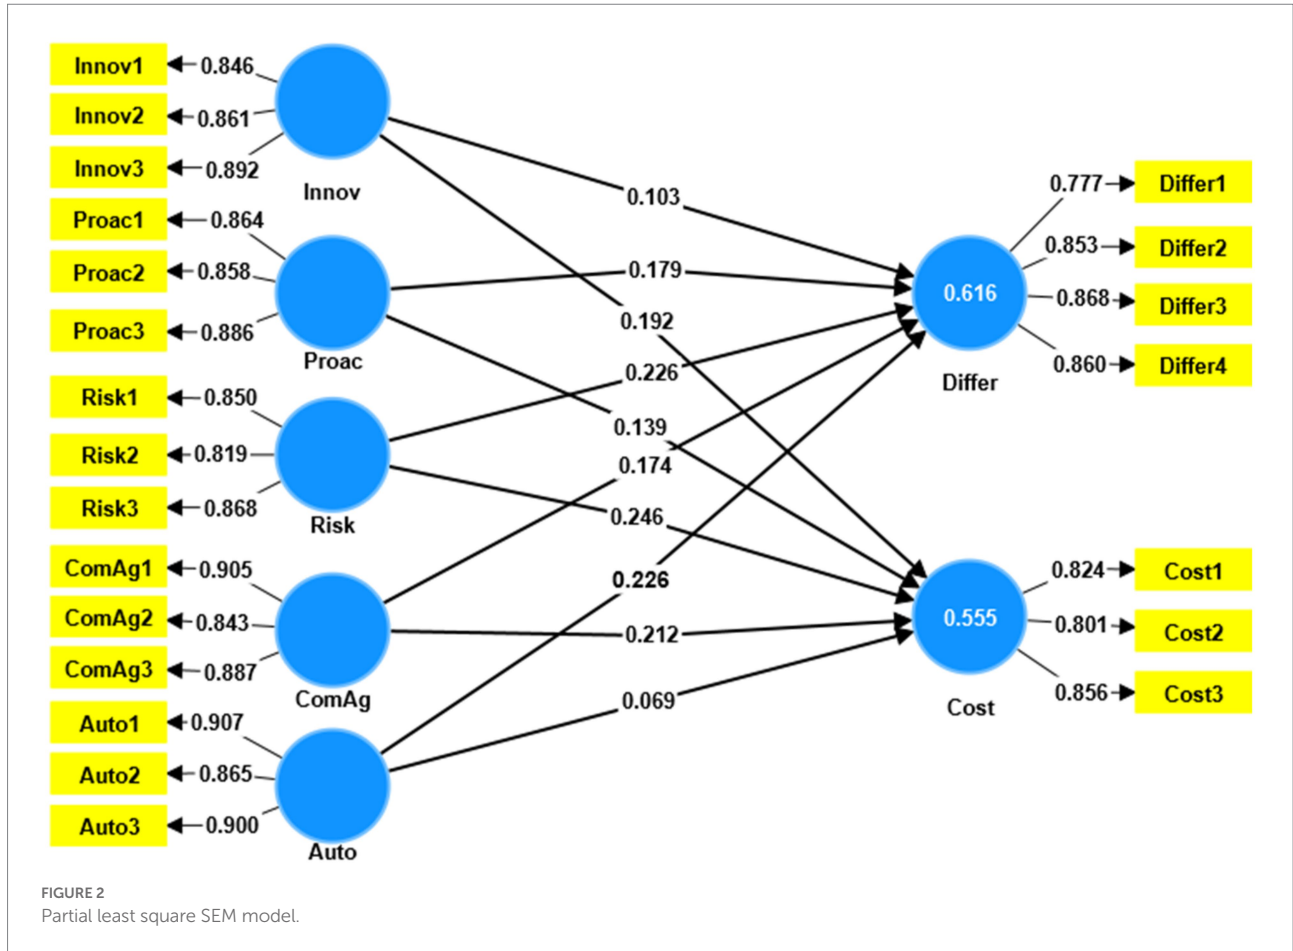 Innov1
0.846
Innov2
0.861
Innov3
0.892
Innov
Proac1
0.864
Proac2
0.858
Proac3
0.886
Proac
Risk1
0.850
Risk2
0.819
Risk3
0.868
Risk
ComAg1
0.905
ComAg2
0.843
ComAg3
0.887
ComAg
Auto1
0.907
Auto2
0.865
Auto3
0.900
Auto
0.103
0.179
0.192
0.226
0.139
0.174
0.246
0.226
0.212
0.069
0.616
Differ
0.777
Differ1
0.853
Differ2
0.868
Differ3
0.860
Differ4
0.555
Cost
0.824
Cost1
0.801
Cost2
0.856
Cost3
FIGURE 2
Partial least square SEM model.